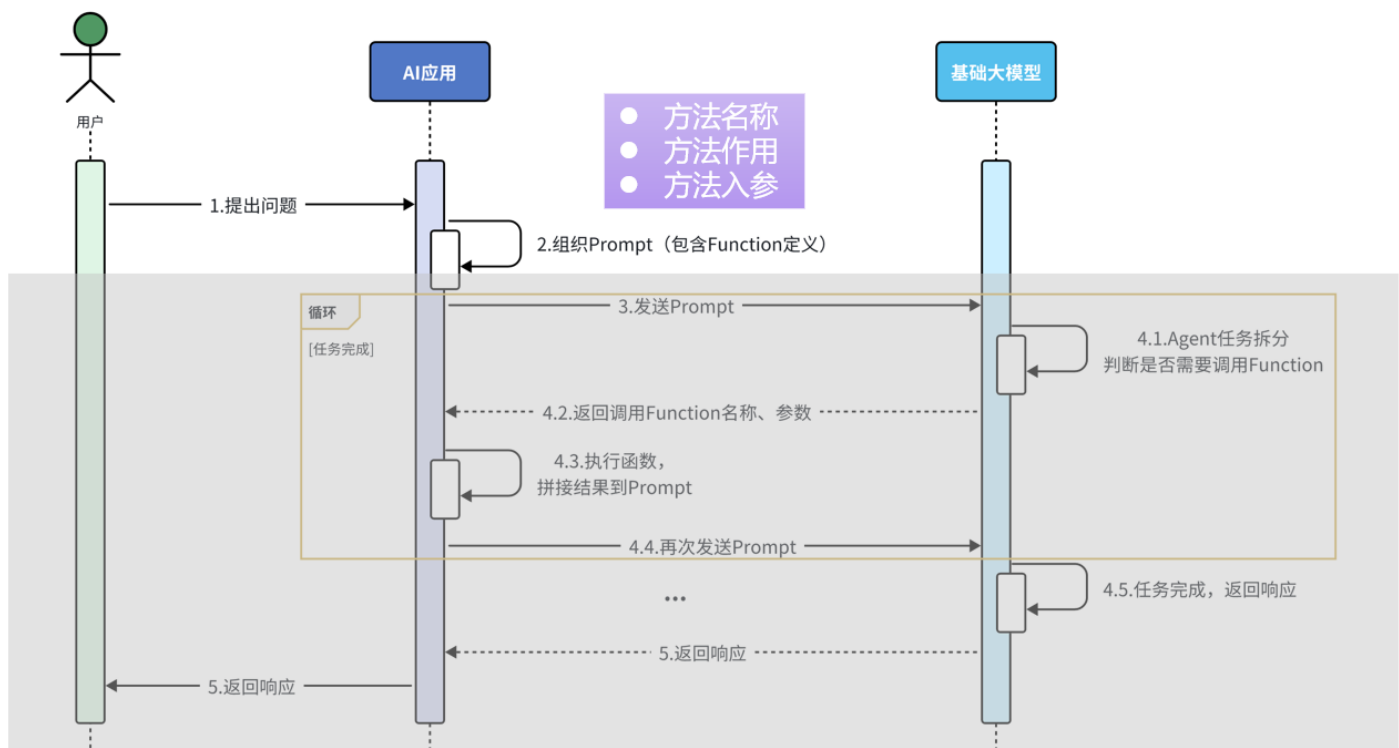 用户
AI应用
基础大模型
方法名称
方法作用
方法入参
1.提出问题
2.组织Prompt（包含Function定义）
循环
[任务完成]
3.发送Prompt
4.1.Agent任务拆分
判断是否需要调用Function
4.2.返回调用Function名称、参数
4.3.执行函数，
拼接结果到Prompt
4.4.再次发送Prompt
4.5.任务完成，返回响应
...
5.返回响应
5.返回响应